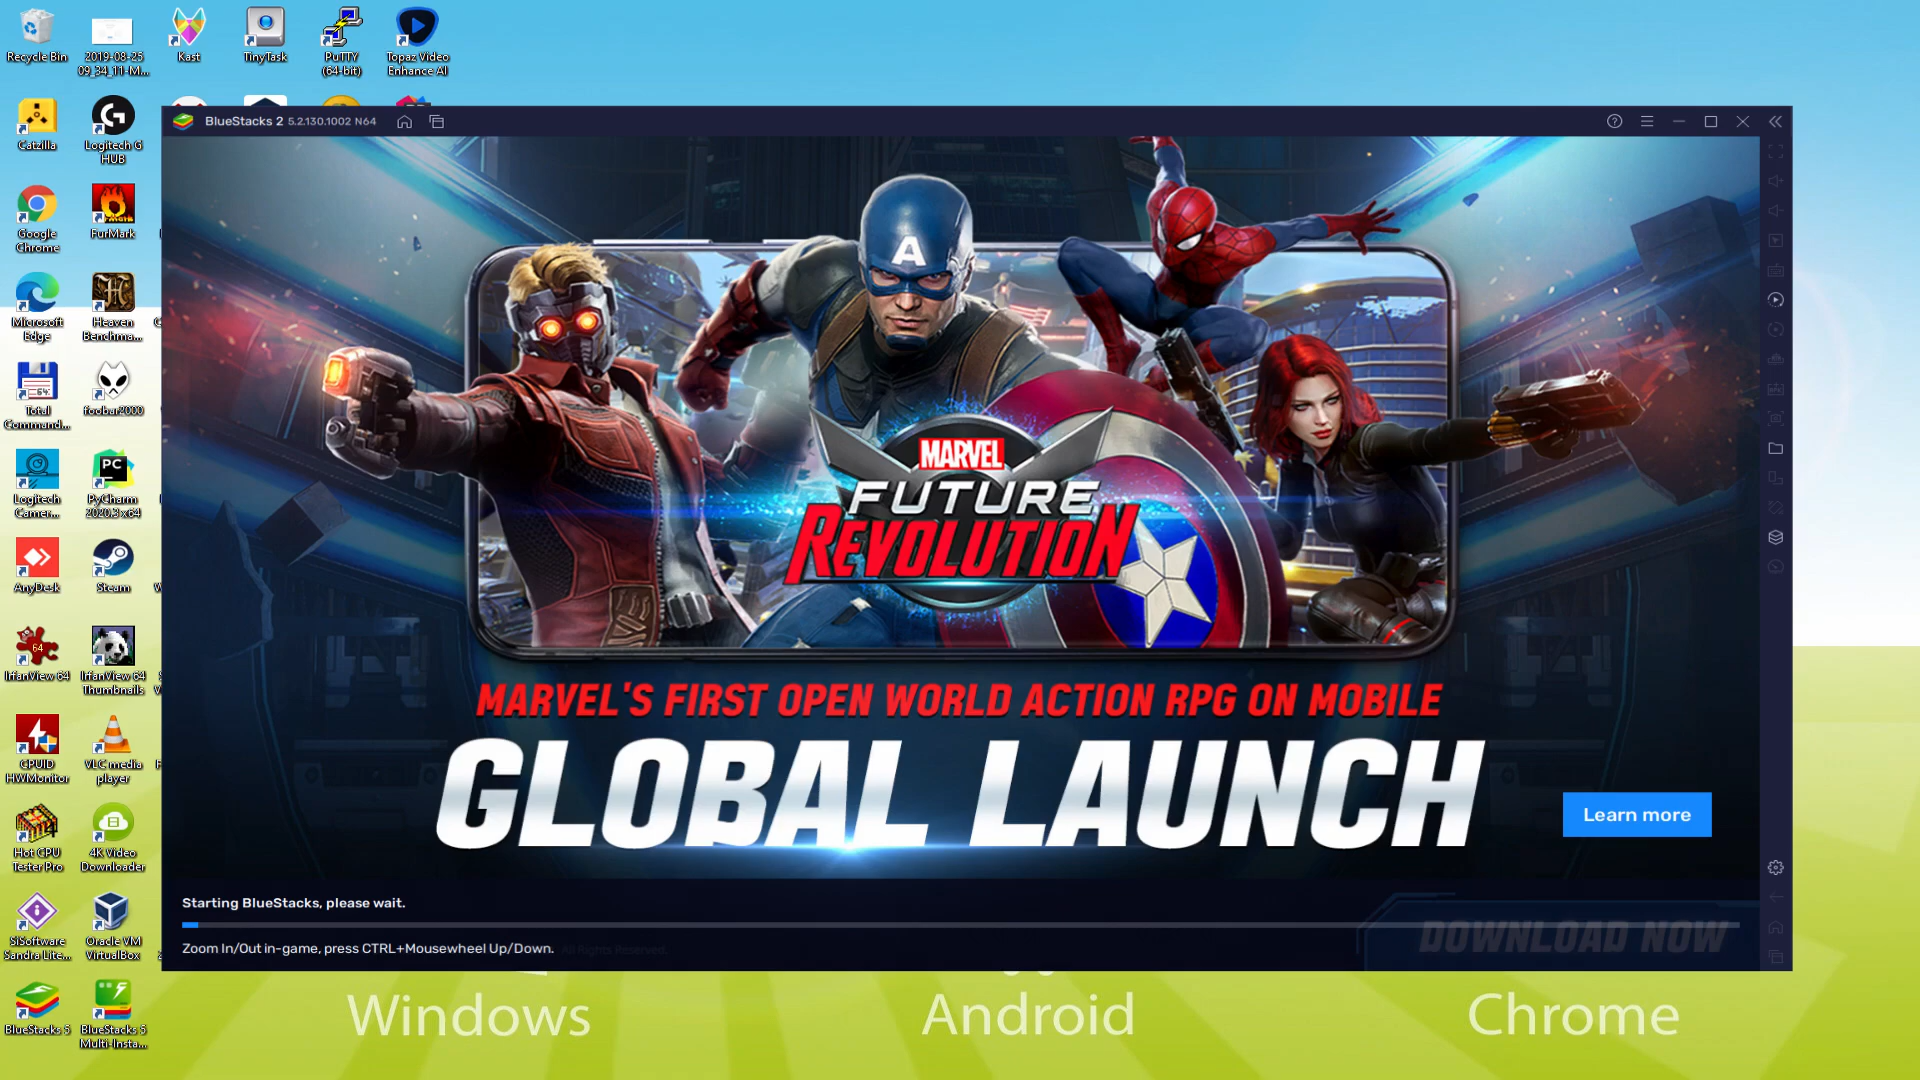 Recycle Bin
2019-08-25
09_34_11-M...
Kast
TinyTask
PuTTY
(64-bit)
Topaz Video
Enhance AI
Catzilla
Logitech G
HUB
Google
Chrome
FurMark
Microsoft
Edge
Heaven
Benchma...
Total
Command...
foobar2000
Logitech
Camer...
PC
PyCharm
2020.3 x64
AnyDesk
Steam
64
IrfanView 64
IrfanView 64
Thumbnails
CPUID
HWMonitor
VLC media
player
Hot CPU
Tester Pro
4K Video
Downloader
SiSoftware
Sandra Lite...
Oracle VM
VirtualBox
BlueStacks 5
BlueStacks 5
Multi-Insta...
BlueStacks 2 5.2.130.1002 N64
A
MARVEL
FUTURE
REVOLUTION
MARVEL'S FIRST OPEN WORLD ACTION RPG ON MOBILE
GLOBAL LAUNCH
Learn more
Starting BlueStacks, please wait.
DOWNLOAD NOW
Zoom In/Out in-game, press CTRL+Mousewheel Up/Down.
All Rights Reserved.
Windows
Android
Chrome